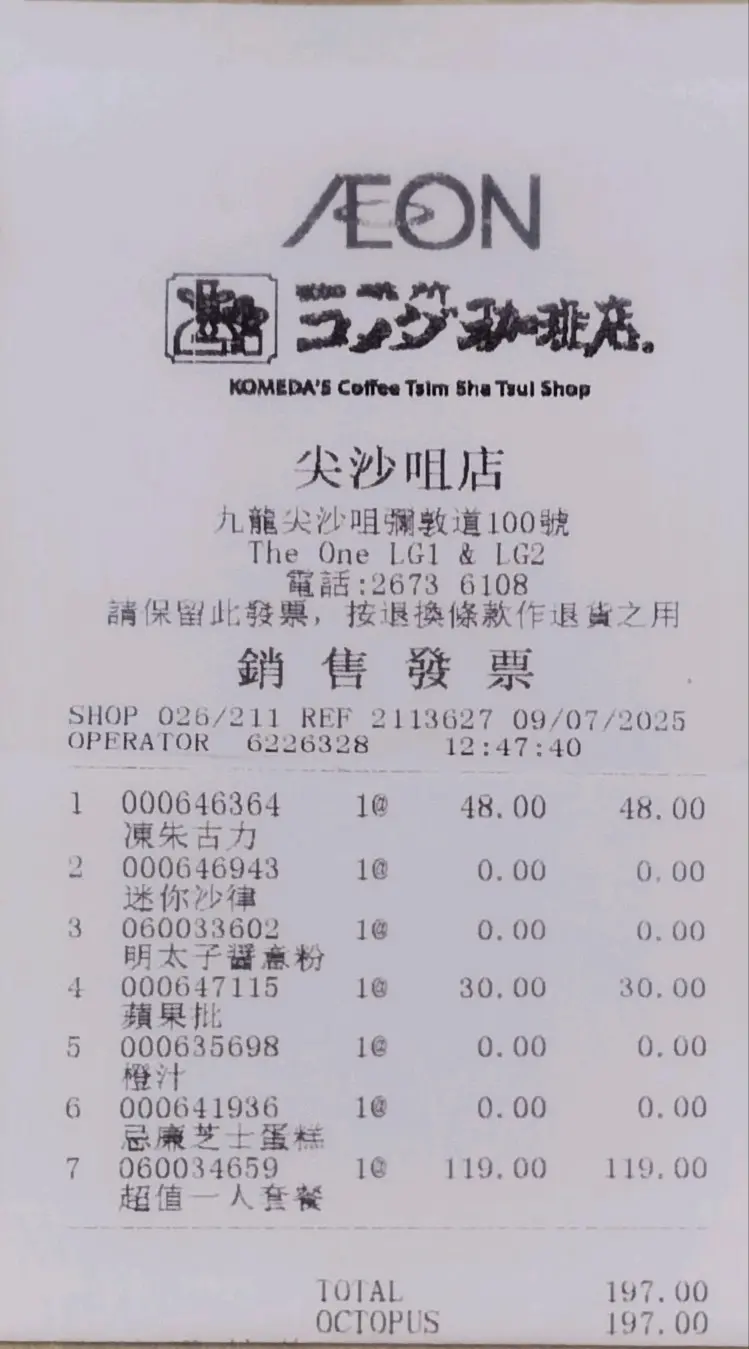 ÆON
珈琲所
コメダ珈琲店。
KOMEDA'S Coffee Tsim Sha Tsui Shop
尖沙咀店
九龍尖沙咀彌敦道100號
The One LG1 & LG2
電話:2673 6108
請保留此發票, 按退換條款作退貨之用
銷售發票
SHOP 026/211 REF 2113627 09/07/2025
OPERATOR 6226328 12:47:40
1 000646364 1@ 48.00 48.00
凍朱古力
2 000646943 1@ 0.00 0.00
迷你沙律
3 060033602 1@ 0.00 0.00
明太子醬意粉
4 000647115 1@ 30.00 30.00
蘋果批
5 000635698 1@ 0.00 0.00
橙汁
6 000641936 1@ 0.00 0.00
忌廉芝士蛋糕
7 060034659 1@ 119.00 119.00
超值一人套餐
TOTAL 197.00
OCTOPUS 197.00